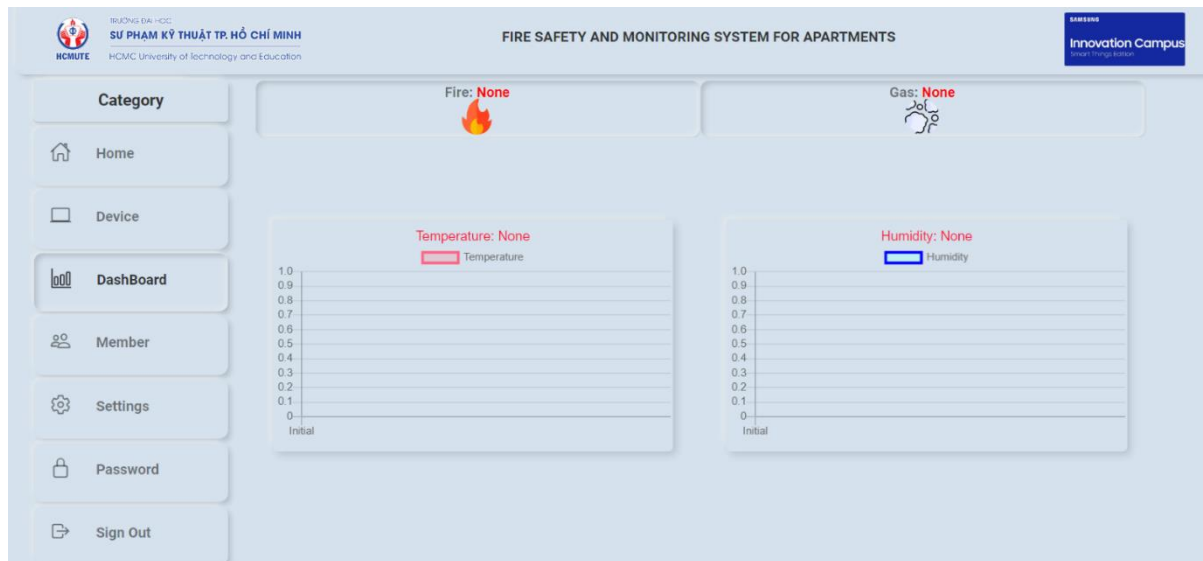 TRƯỜNG ĐẠI HỌC
SƯ PHẠM KỸ THUẬT TP. HỒ CHÍ MINH
HCMUTE
HCMC University of Technology and Education
FIRE SAFETY AND MONITORING SYSTEM FOR APARTMENTS
SAMSUNG
Innovation Campus
Smart Things Edition
Category
Home
Device
DashBoard
Member
Settings
Password
Sign Out
Fire: None
Gas: None
Temperature: None
Temperature
1.0
0.9
0.8
0.7
0.6
0.5
0.4
0.3
0.2
0.1
0
Initial
Humidity: None
Humidity
1.0
0.9
0.8
0.7
0.6
0.5
0.4
0.3
0.2
0.1
0
Initial